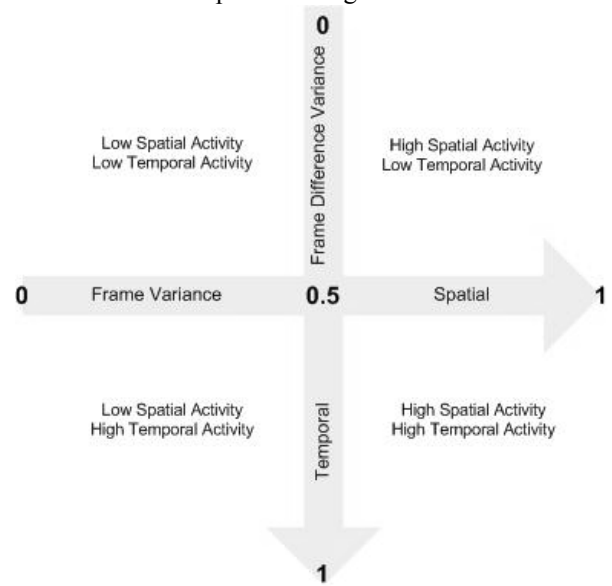 0
Frame Difference Variance
Low Spatial Activity
Low Temporal Activity
High Spatial Activity
Low Temporal Activity
0 Frame Variance 0.5 Spatial 1
Low Spatial Activity
High Temporal Activity
Temporal
High Spatial Activity
High Temporal Activity
1